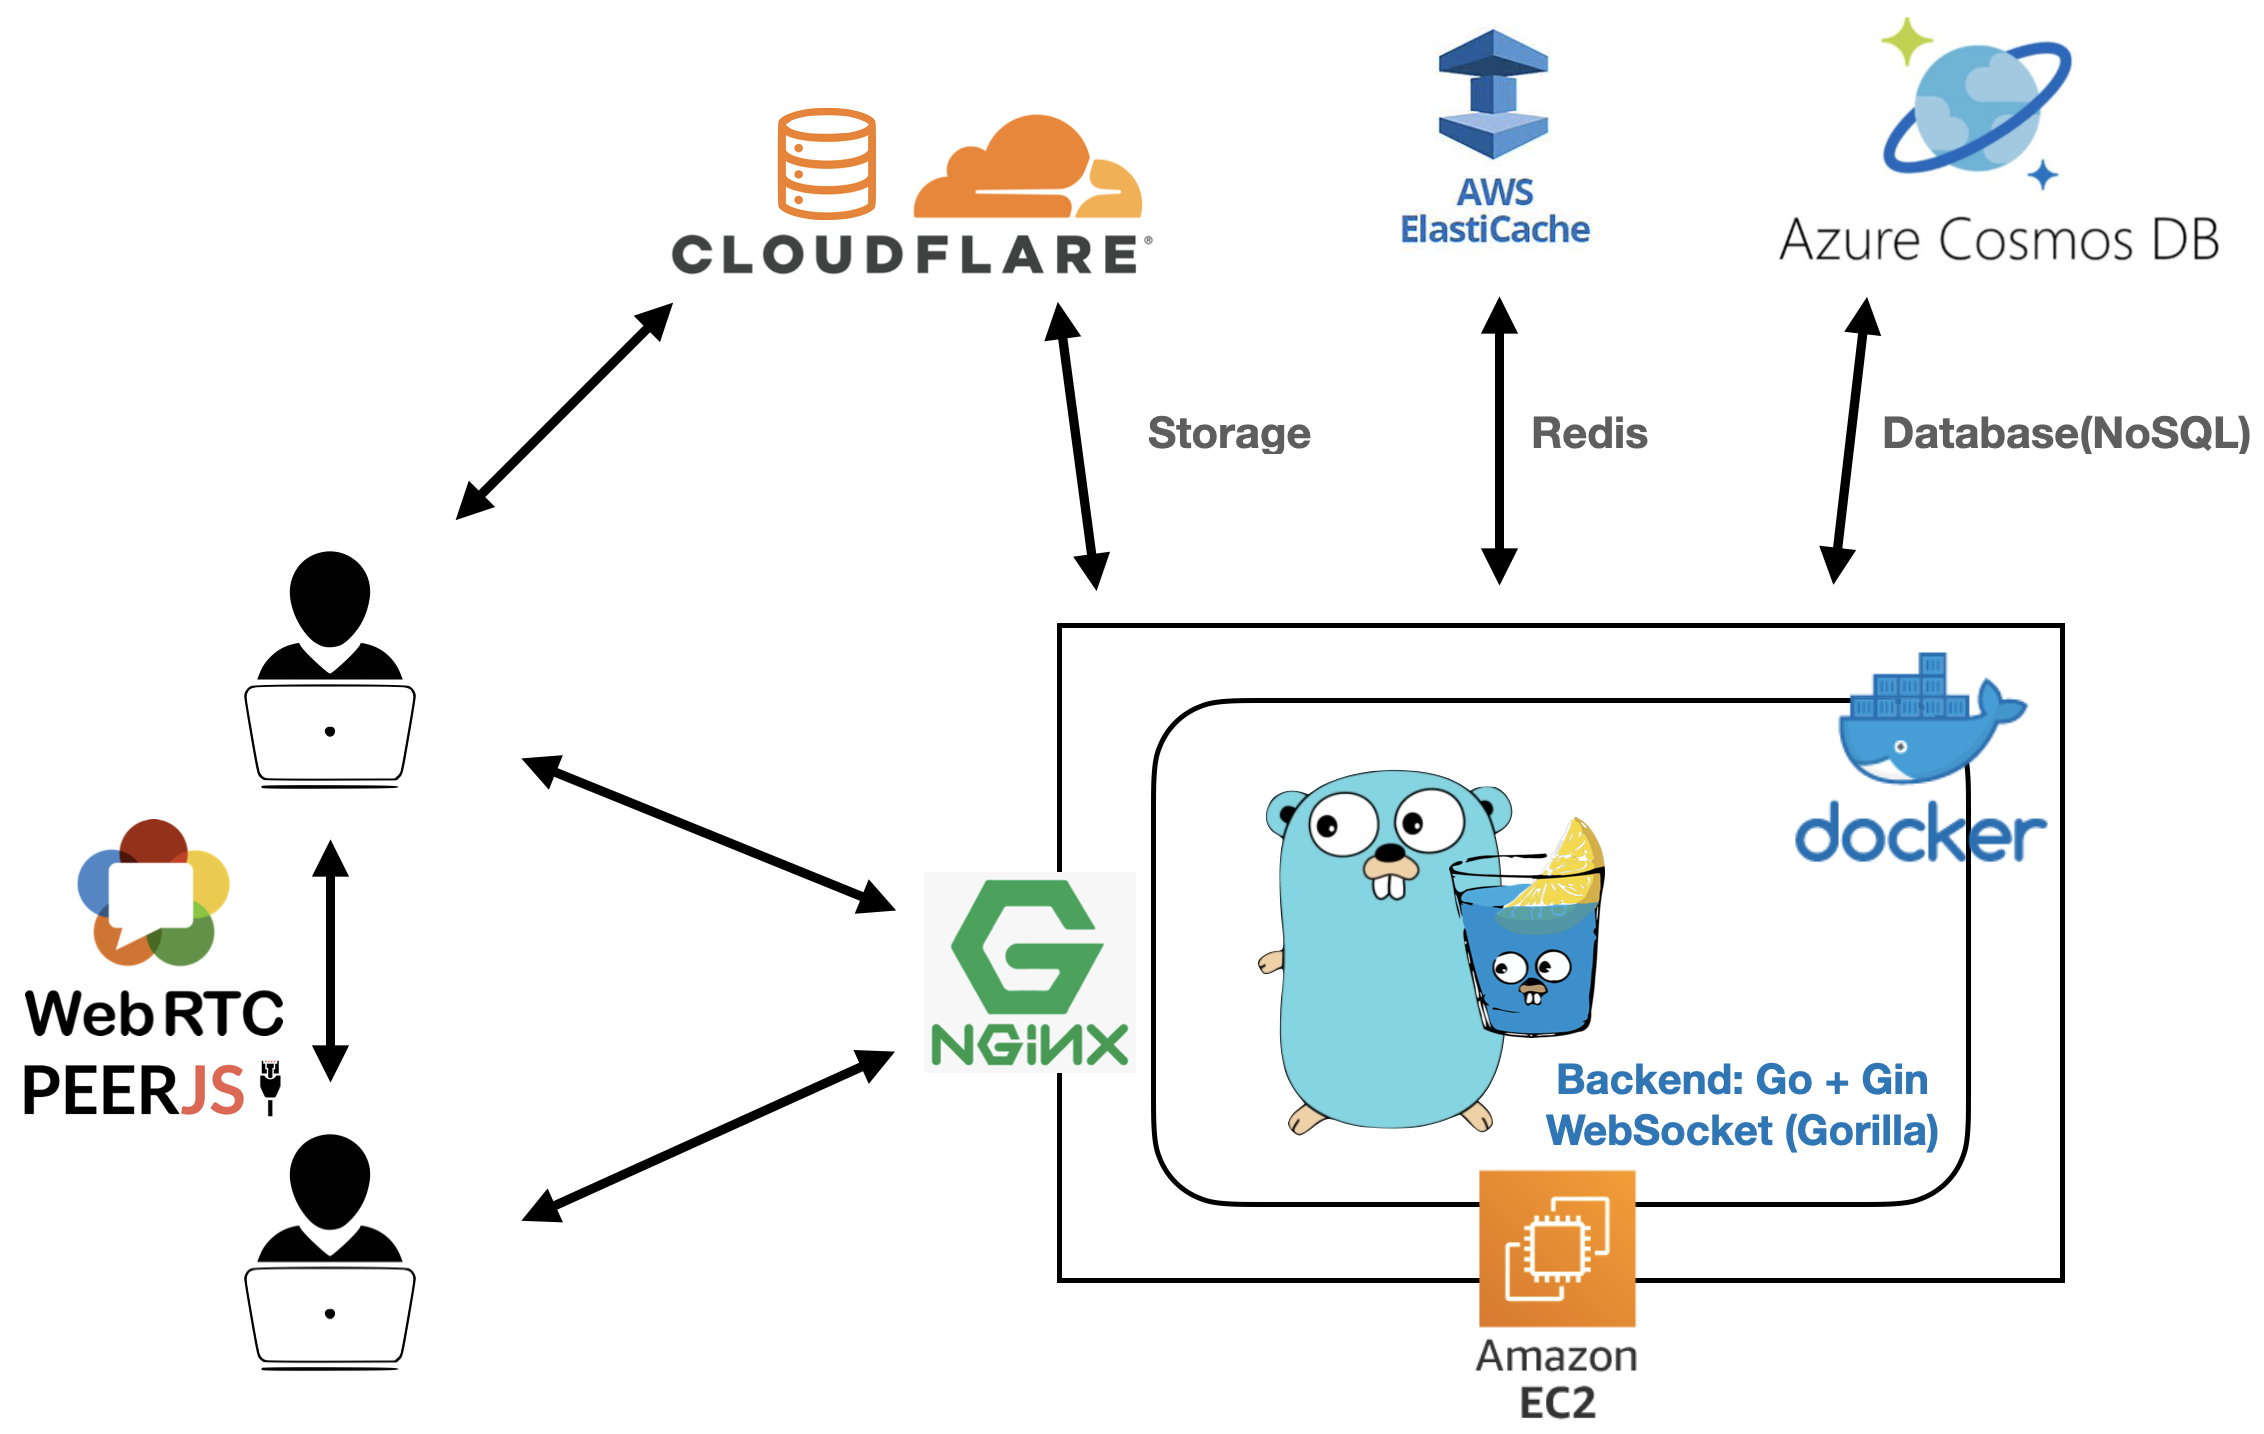 CLOUDFLARE®
AWS
ElastiCache
Azure Cosmos DB
Storage
Redis
Database(NoSQL)
docker
WebRTC
PEERJS
NGiNX
Backend: Go + Gin
WebSocket (Gorilla)
Amazon
EC2